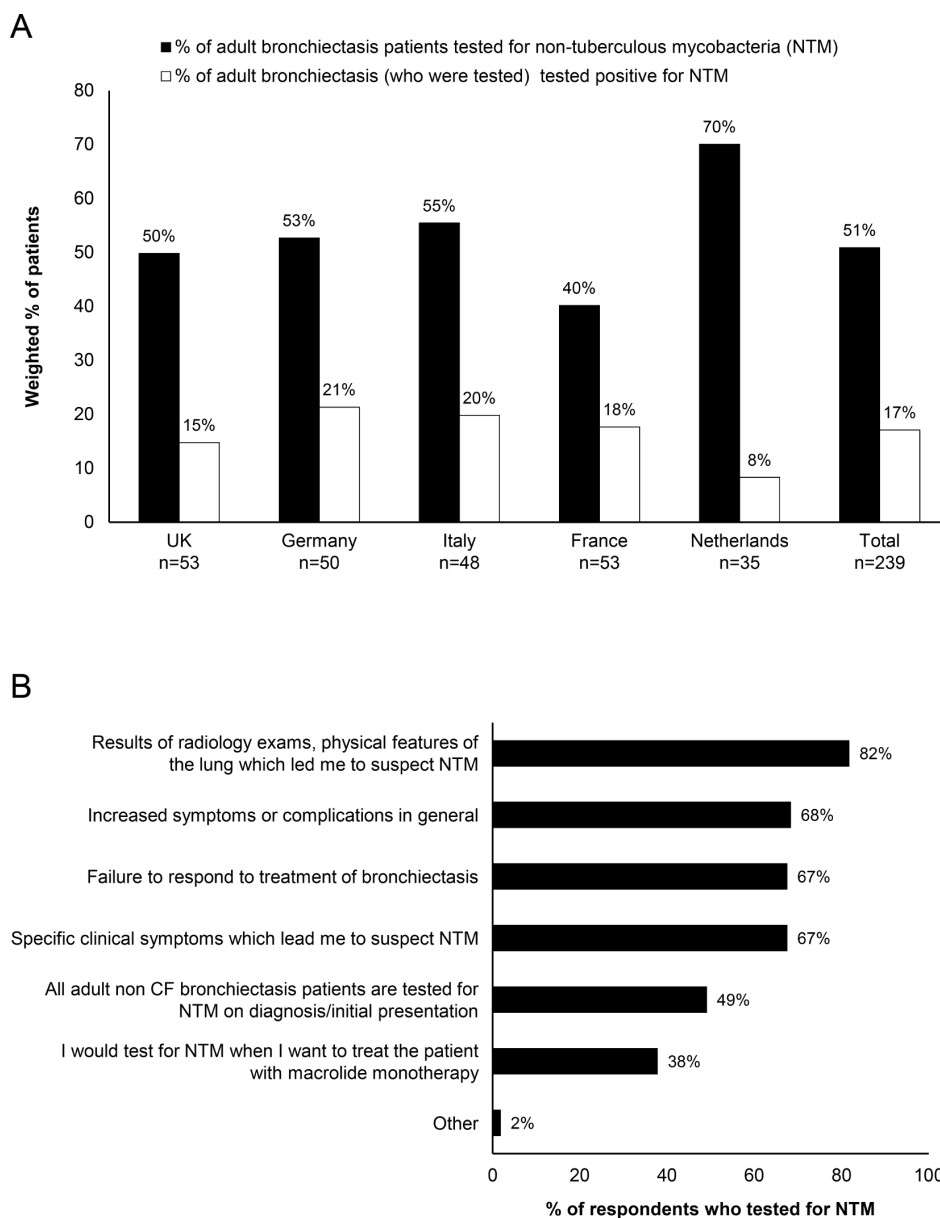 A
% of adult bronchiectasis patients tested for non-tuberculous mycobacteria (NTM)
% of adult bronchiectasis (who were tested) tested positive for NTM
Weighted % of patients
80
70
60
50
40
30
20
10
0
50%
15%
53%
21%
55%
20%
40%
18%
70%
8%
51%
17%
UK
n=53
Germany
n=50
Italy
n=48
France
n=53
Netherlands
n=35
Total
n=239
B
Results of radiology exams, physical features of
the lung which led me to suspect NTM
82%
Increased symptoms or complications in general
68%
Failure to respond to treatment of bronchiectasis
67%
Specific clinical symptoms which lead me to suspect NTM
67%
All adult non CF bronchiectasis patients are tested for
NTM on diagnosis/initial presentation
49%
I would test for NTM when I want to treat the patient
with macrolide monotherapy
38%
Other
2%
0 20 40 60 80 100
% of respondents who tested for NTM